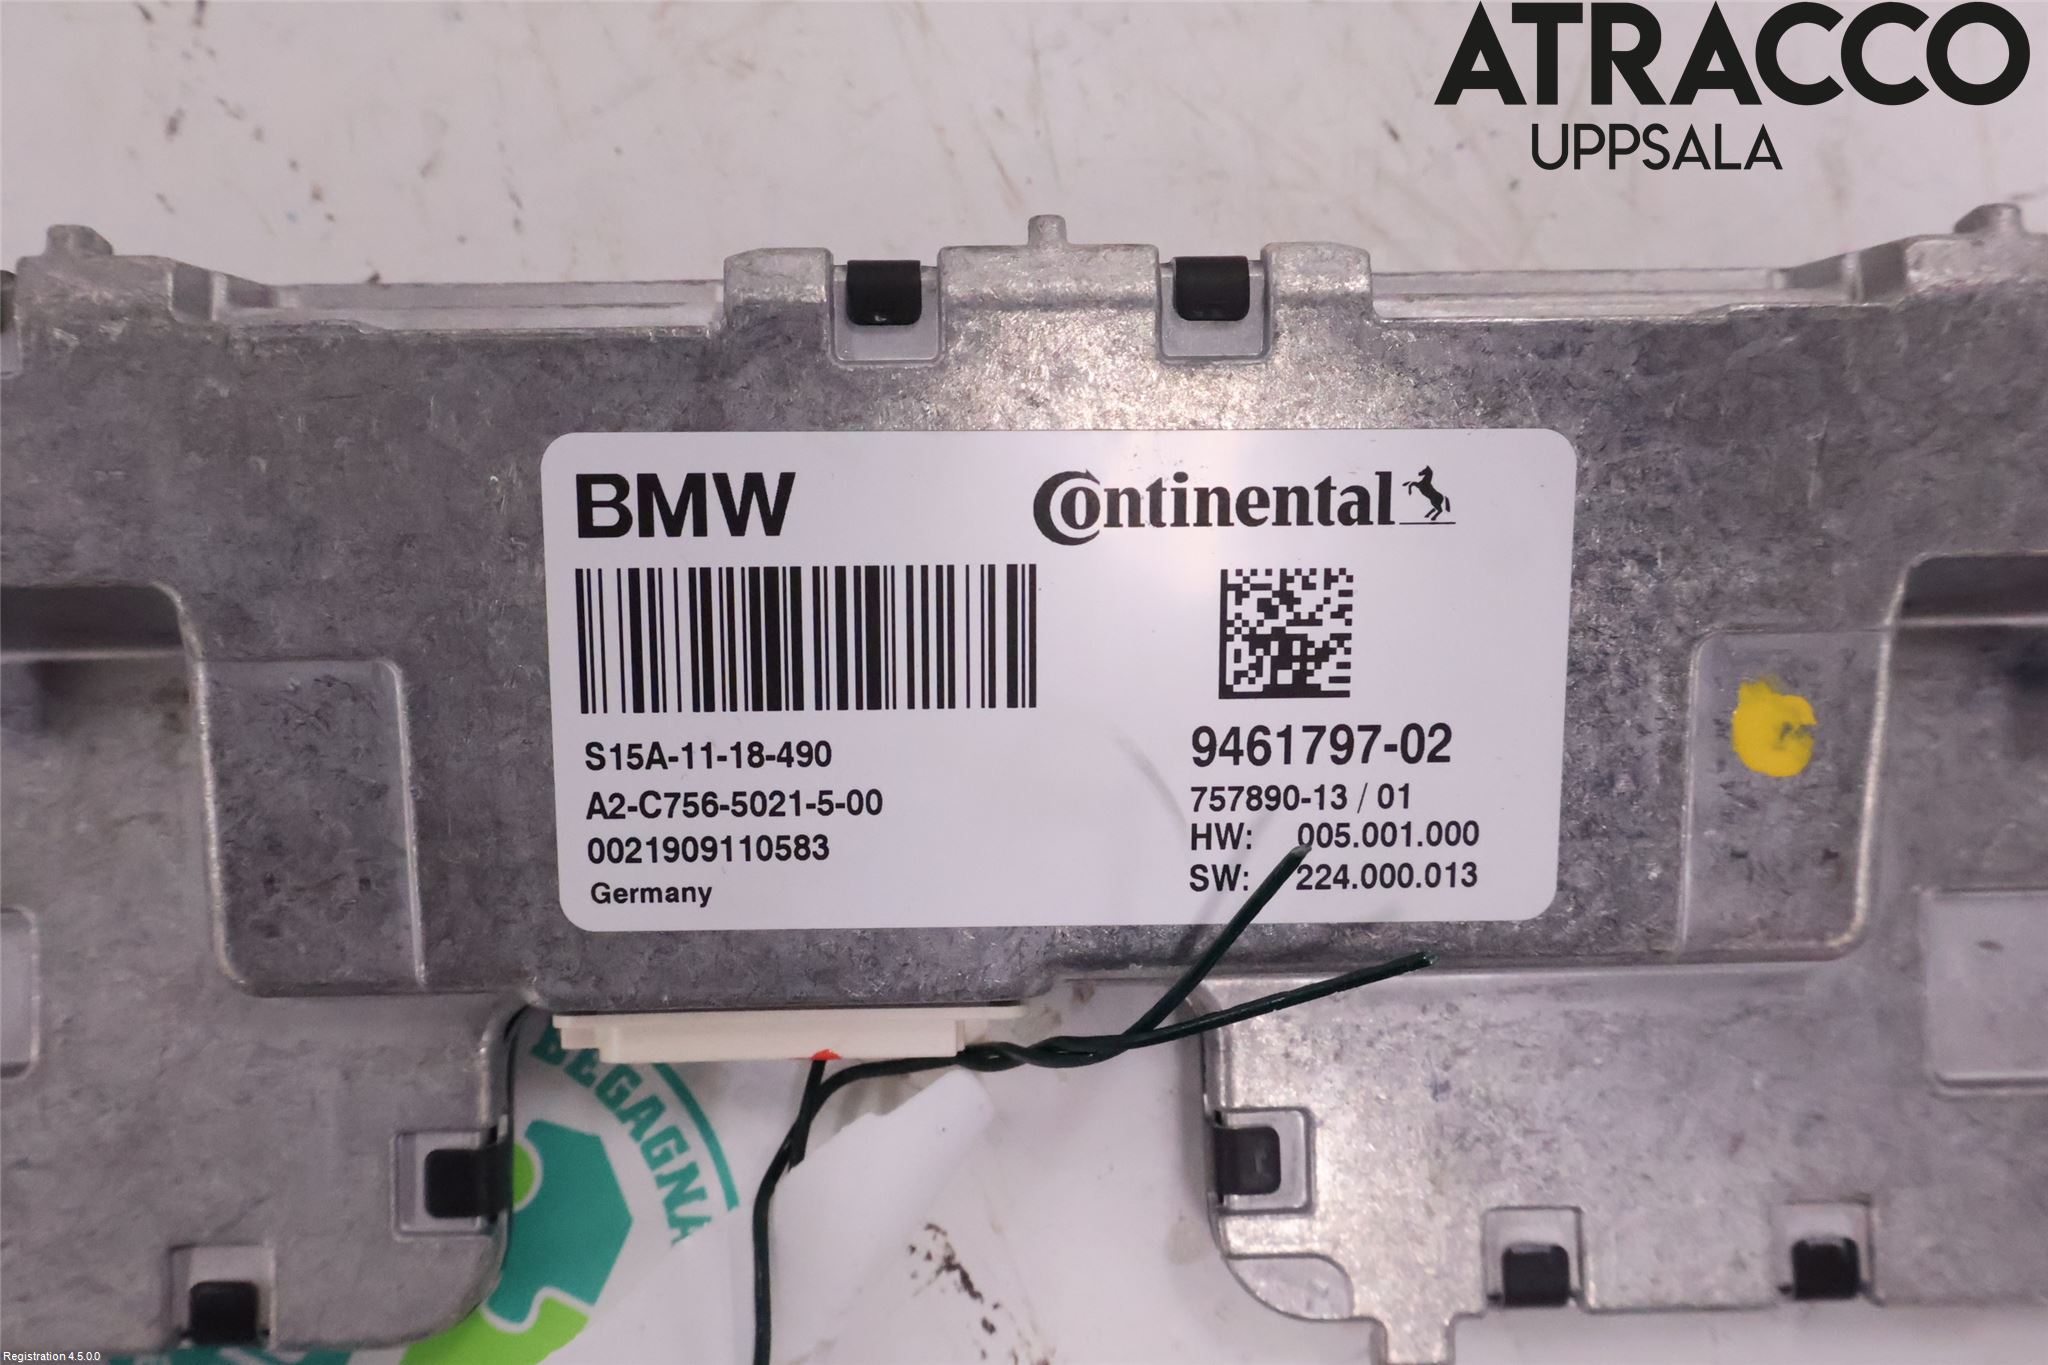 ATRACCO
UPPSALA
BMW
Continental
S15A-11-18-490
A2-C756-5021-5-00
0021909110583
Germany
9461797-02
757890-13 / 01
HW: 005.001.000
SW: 224.000.013
BEGAGNA
Registration 4.5.0.0